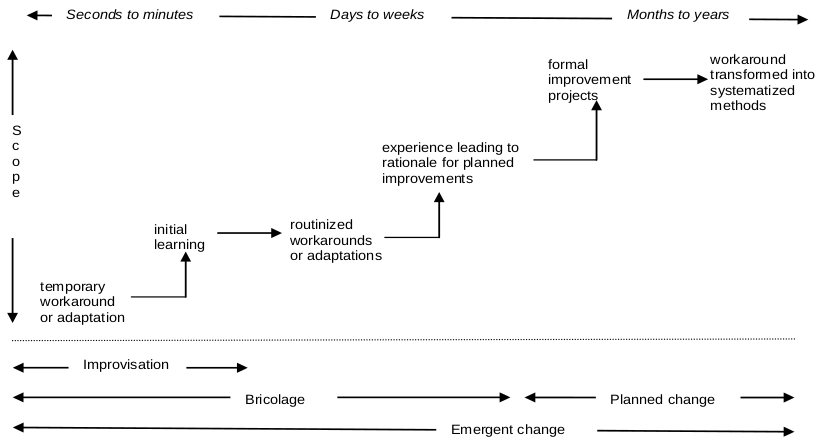 Seconds to minutes
Days to weeks
Months to years
Scope
formal
improvement
projects
workaround
transformed into
systematized
methods
experience leading to
rationale for planned
improvements
initial
learning
routinized
workarounds
or adaptations
temporary
workaround
or adaptation
Improvisation
Bricolage
Planned change
Emergent change